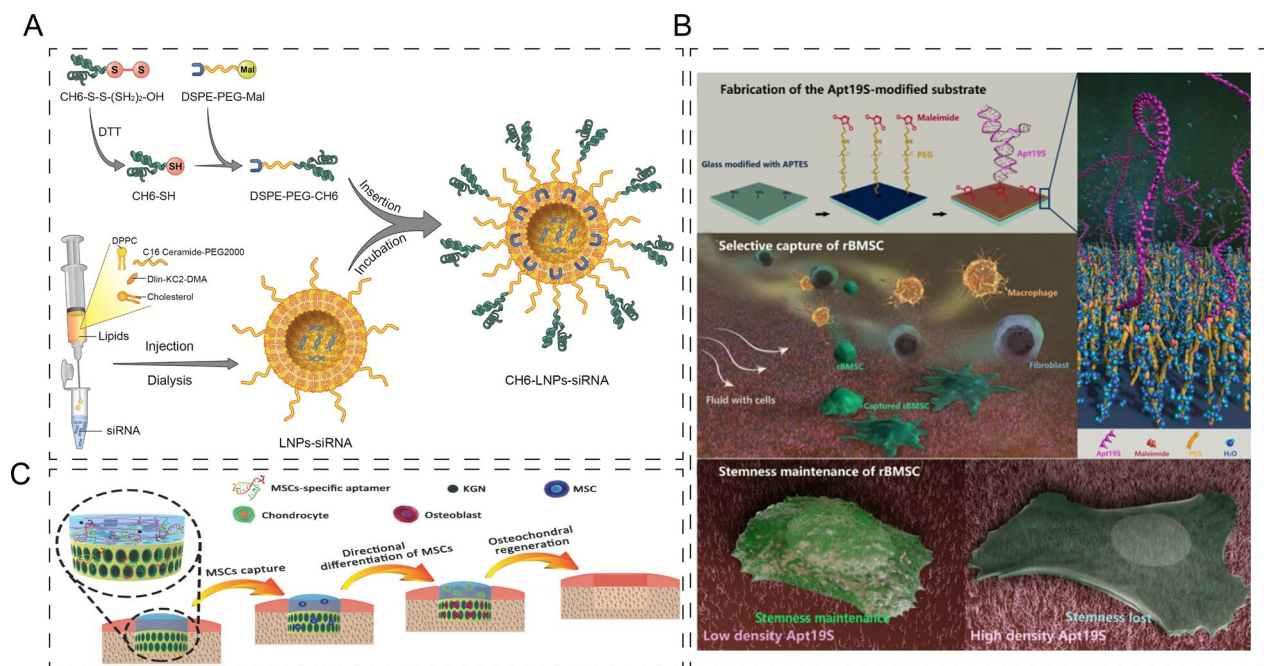 A
S
S
Mal
CH6-S-S-(SH₂)₂-OH
DSPE-PEG-Mal
DTT
SH
CH6-SH
DSPE-PEG-CH6
Insertion
Incubation
DPPC
C16 Ceramide-PEG2000
Dlin-KC2-DMA
Cholesterol
Lipids
Injection
Dialysis
siRNA
LNPs-siRNA
CH6-LNPs-siRNA
B
Fabrication of the Apt19S-modified substrate
Maleimide
PEG
Apt19S
Glass modified with APTES
Selective capture of rBMSC
Macrophage
rBMSC
Fibroblast
Fluid with cells
Captured rBMSC
Apt19S
Maleimide
PEG
H₂O
Stemness maintenance of rBMSC
Stemness maintenance
Low density Apt19S
Stemness lost
High density Apt19S
C
MSCs-specific aptamer
KGN
MSC
Chondrocyte
Osteoblast
MSCs capture
Directional
differentiation of MSCs
Osteochondral
regeneration